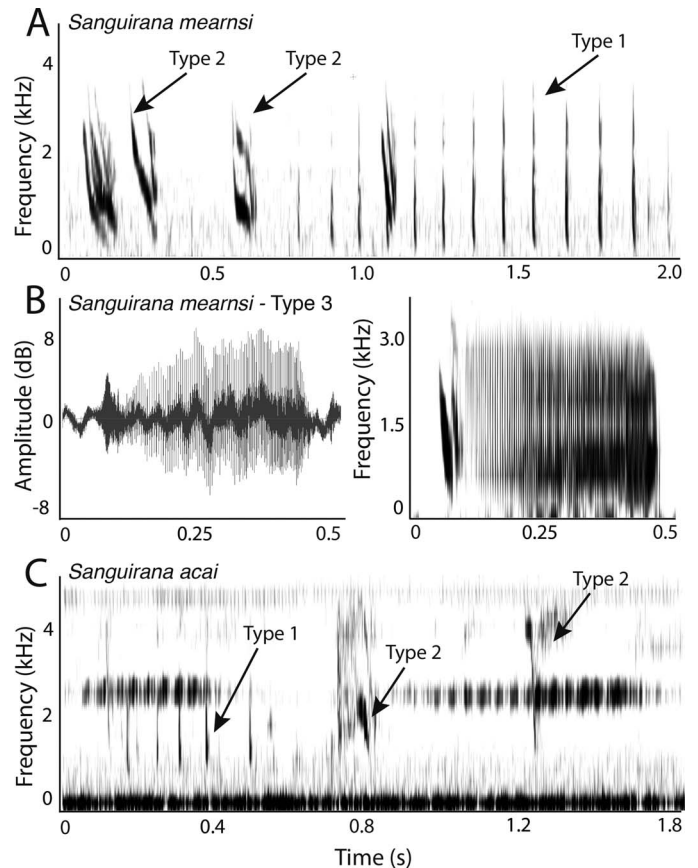 A
Sanguirana mearnsi
Type 2
Type 2
Type 1
Frequency (kHz)
4
2
0
0 0.5 1.0 1.5 2.0
B
Sanguirana mearnsi - Type 3
Amplitude (dB)
8
0
-8
0 0.25 0.5
Frequency (kHz)
3.0
1.5
0
0 0.25 0.5
C
Sanguirana acai
Type 1
Type 2
Type 2
Frequency (kHz)
4
2
0
0 0.4 0.8 1.2 1.8
Time (s)